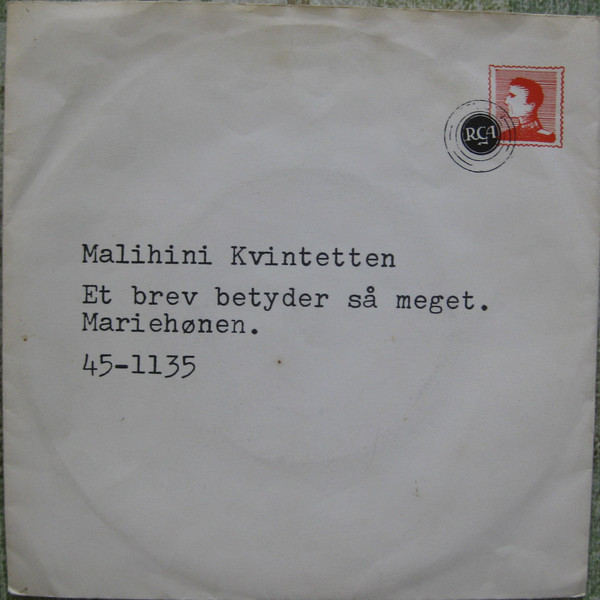 RCA
Malihini Kvintetten
Et brev betyder så meget.
Mariehønen.
45-1135